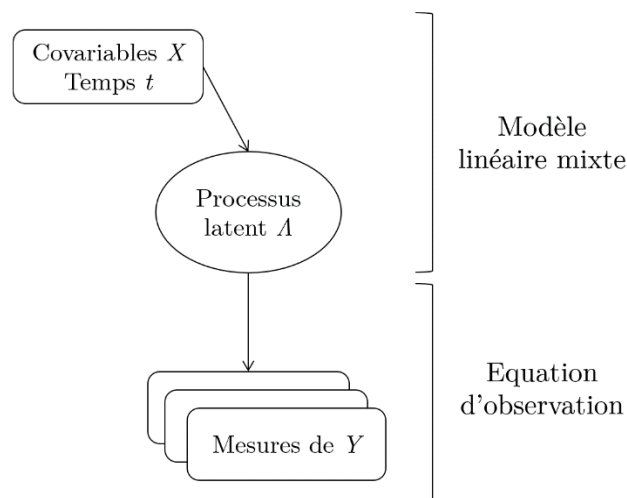 Covariables X
Temps t
Modèle
linéaire mixte
Processus
latent Λ
Equation
d'observation
Mesures de Y